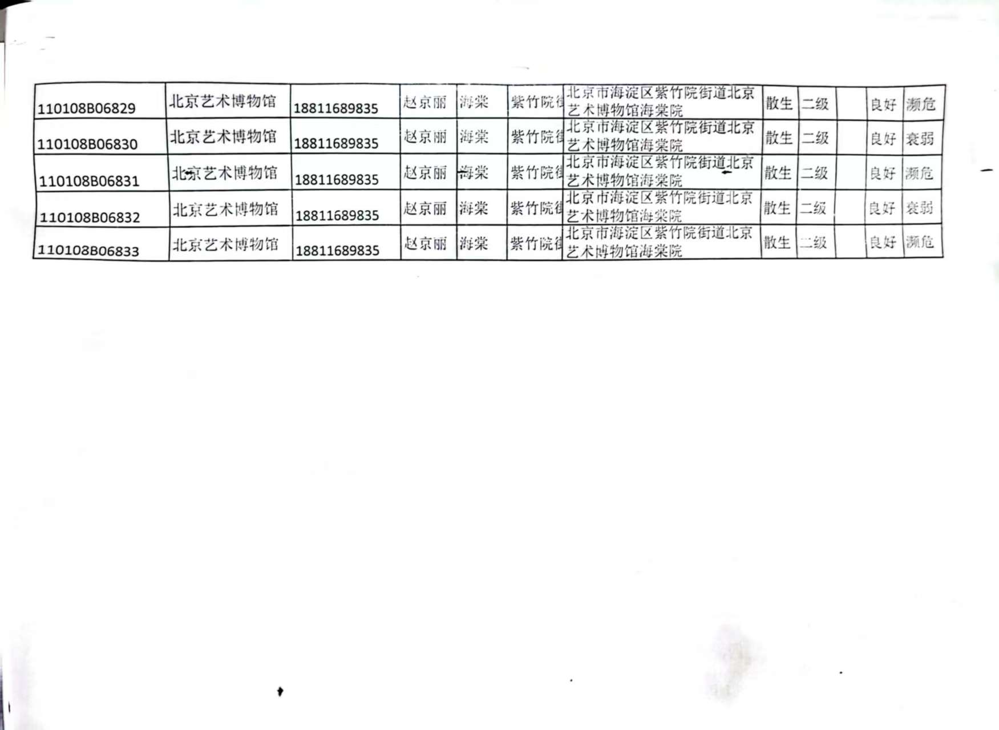 110108B06829 北京艺术博物馆 18811689835 赵京丽 海棠 紫竹院街 北京市海淀区紫竹院街道北京艺术博物馆海棠院 散生 二级 良好 濒危
110108B06830 北京艺术博物馆 18811689835 赵京丽 海棠 紫竹院街 北京市海淀区紫竹院街道北京艺术博物馆海棠院 散生 二级 良好 衰弱
110108B06831 北京艺术博物馆 18811689835 赵京丽 海棠 紫竹院街 北京市海淀区紫竹院街道北京艺术博物馆海棠院 散生 二级 良好 濒危
110108B06832 北京艺术博物馆 18811689835 赵京丽 海棠 紫竹院街 北京市海淀区紫竹院街道北京艺术博物馆海棠院 散生 二级 良好 衰弱
110108B06833 北京艺术博物馆 18811689835 赵京丽 海棠 紫竹院街 北京市海淀区紫竹院街道北京艺术博物馆海棠院 散生 二级 良好 濒危